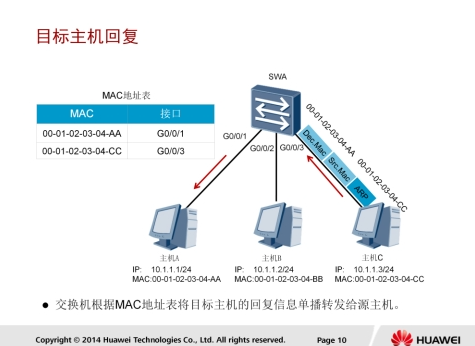 目标主机回复
SWA
MAC地址表
MAC 接口
00-01-02-03-04-AA G0/0/1
00-01-02-03-04-CC G0/0/3
G0/0/1
G0/0/2
G0/0/3
00-01-02-03-04-AA
00-01-02-03-04-CC
Dec.Mac
Src.Mac
ARP
主机A
IP: 10.1.1.1/24
MAC:00-01-02-03-04-AA
主机B
IP: 10.1.1.2/24
MAC:00-01-02-03-04-BB
主机C
IP: 10.1.1.3/24
MAC:00-01-02-03-04-CC
● 交换机根据MAC地址表将目标主机的回复信息单播转发给源主机。
Copyright © 2014 Huawei Technologies Co., Ltd. All rights reserved. Page 10 HUAWEI